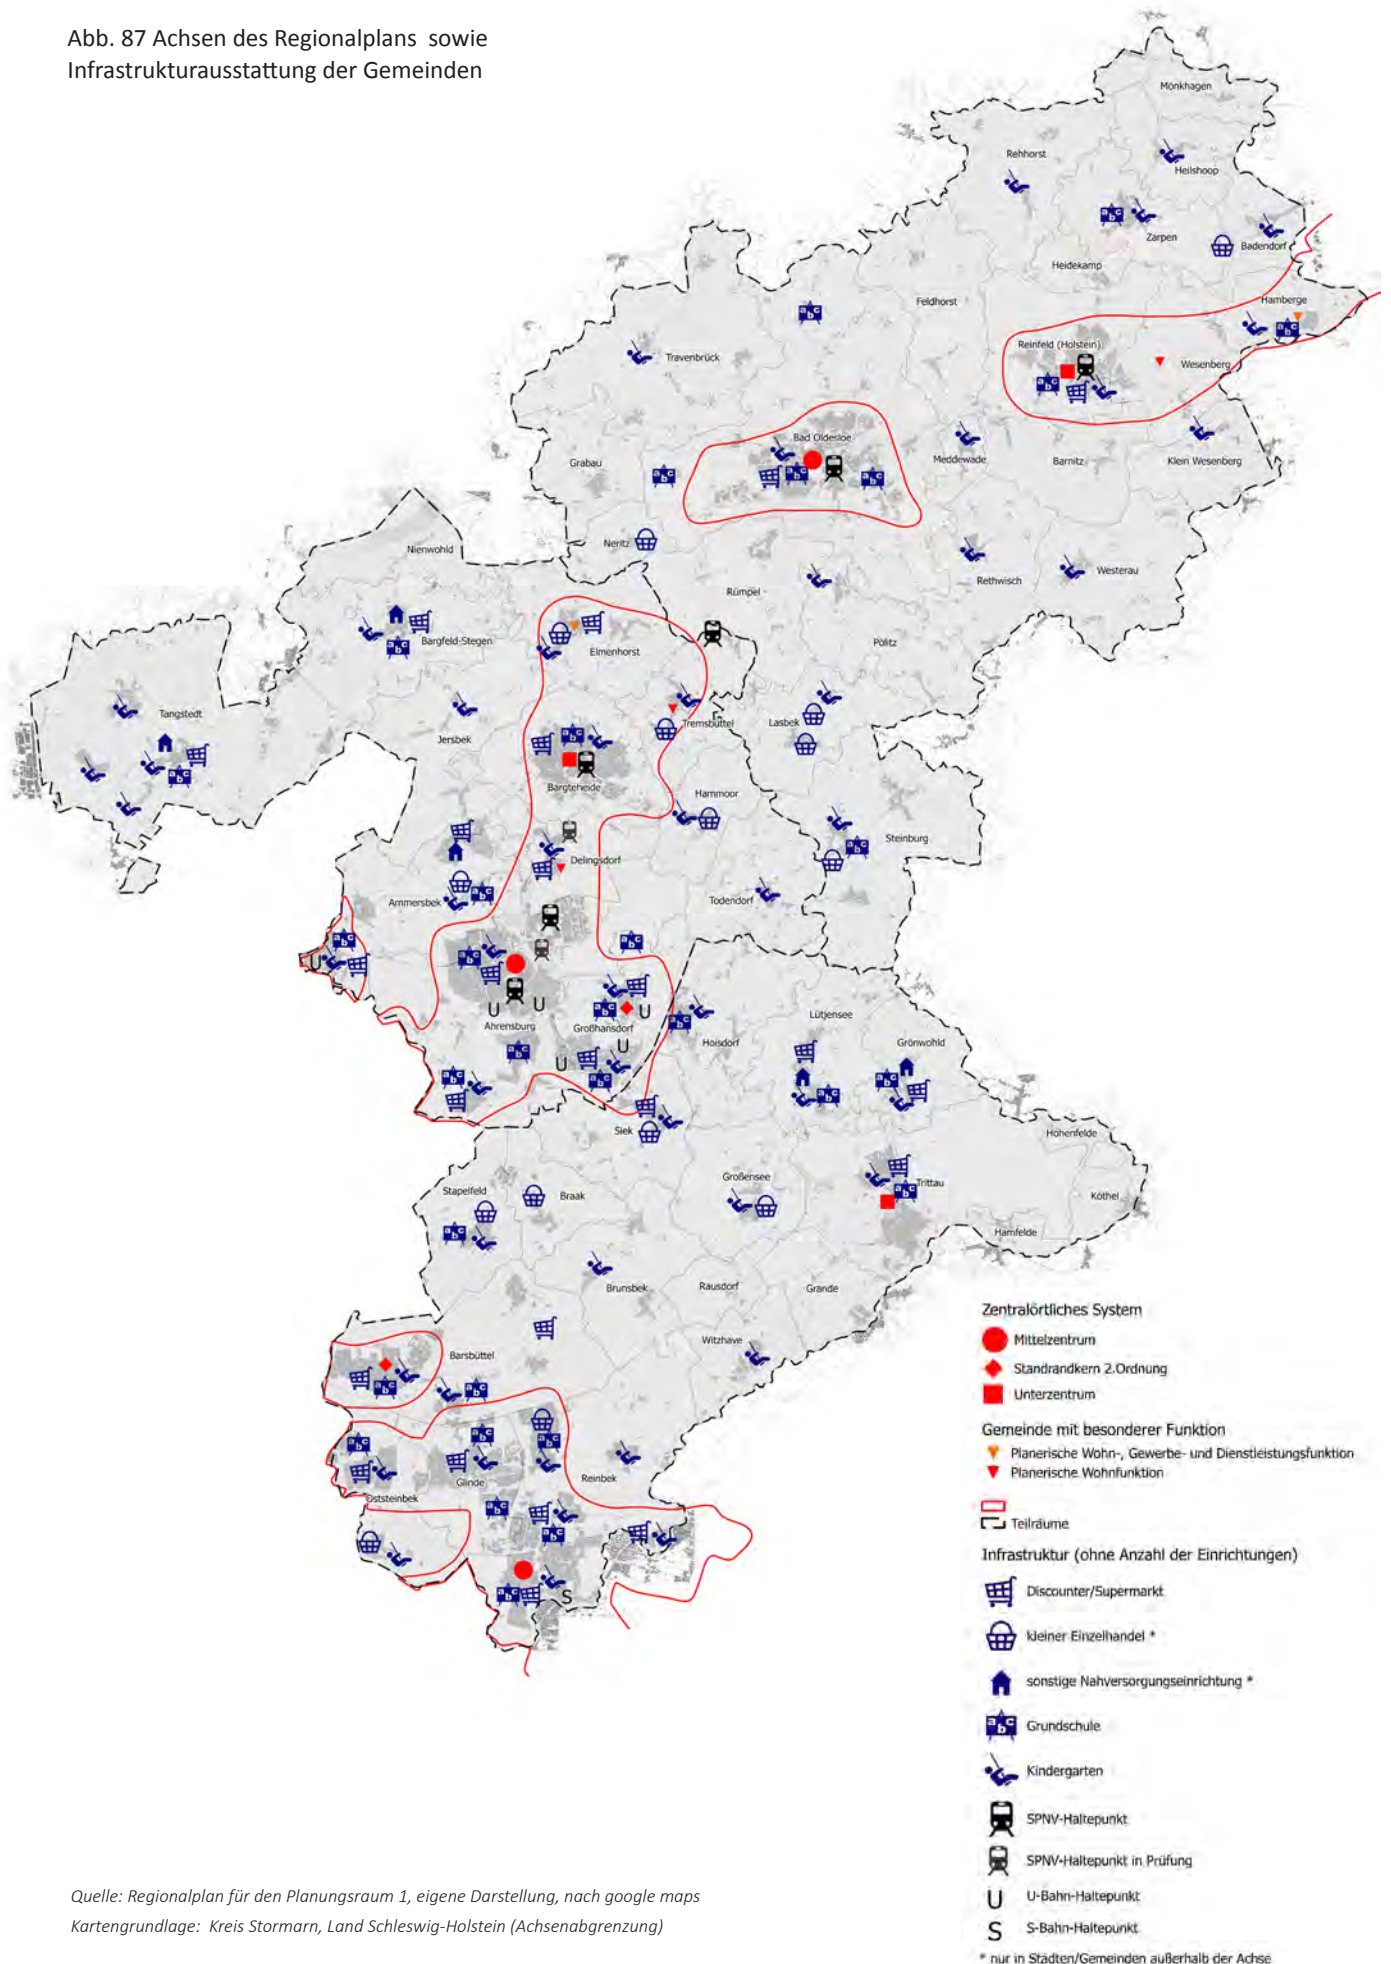 Abb. 87 Achsen des Regionalplans  sowie
Infrastrukturausstattung der Gemeinden
Mönkhagen
Rehhorst
Heilshoop
Zarpen
Badendorf
Heidekamp
Feldhorst
Hamberge
Reinfeld (Holstein)
Wesenberg
Travenbrück
Bad Oldesloe
Grabau
Meddewade
Barnitz
Klein Wesenberg
Neritz
Nienwohld
Rethwisch
Westerau
Rümpel
Bargfeld-Stegen
Elmenhorst
Pölitz
Tangstedt
Tremsbüttel
Lasbek
Jersbek
Bargteheide
Hammoor
Steinburg
Delingsdorf
Ammersbek
Todendorf
U
U
U
U
Lütjensee
Ahrensburg
Großhansdorf
Hoisdorf
Grönwohld
U
U
Siek
Hohenfelde
Großensee
Trittau
Stapelfeld
Braak
Köthel
Hamfelde
Brunsbek
Rausdorf
Grande
Witzhave
Barsbüttel
Reinbek
Glinde
Oststeinbek
S
Zentralörtliches System
Mittelzentrum
Standrandkern 2.Ordnung
Unterzentrum
Gemeinde mit besonderer Funktion
Planerische Wohn-, Gewerbe- und Dienstleistungsfunktion
Planerische Wohnfunktion
Teilräume
Infrastruktur (ohne Anzahl der Einrichtungen)
Discounter/Supermarkt
kleiner Einzelhandel *
sonstige Nahversorgungseinrichtung *
abc Grundschule
Kindergarten
SPNV-Haltepunkt
SPNV-Haltepunkt in Prüfung
U U-Bahn-Haltepunkt
S S-Bahn-Haltepunkt
* nur in Städten/Gemeinden außerhalb der Achse
Quelle: Regionalplan für den Planungsraum 1, eigene Darstellung, nach google maps
Kartengrundlage:  Kreis Stormarn, Land Schleswig-Holstein (Achsenabgrenzung)